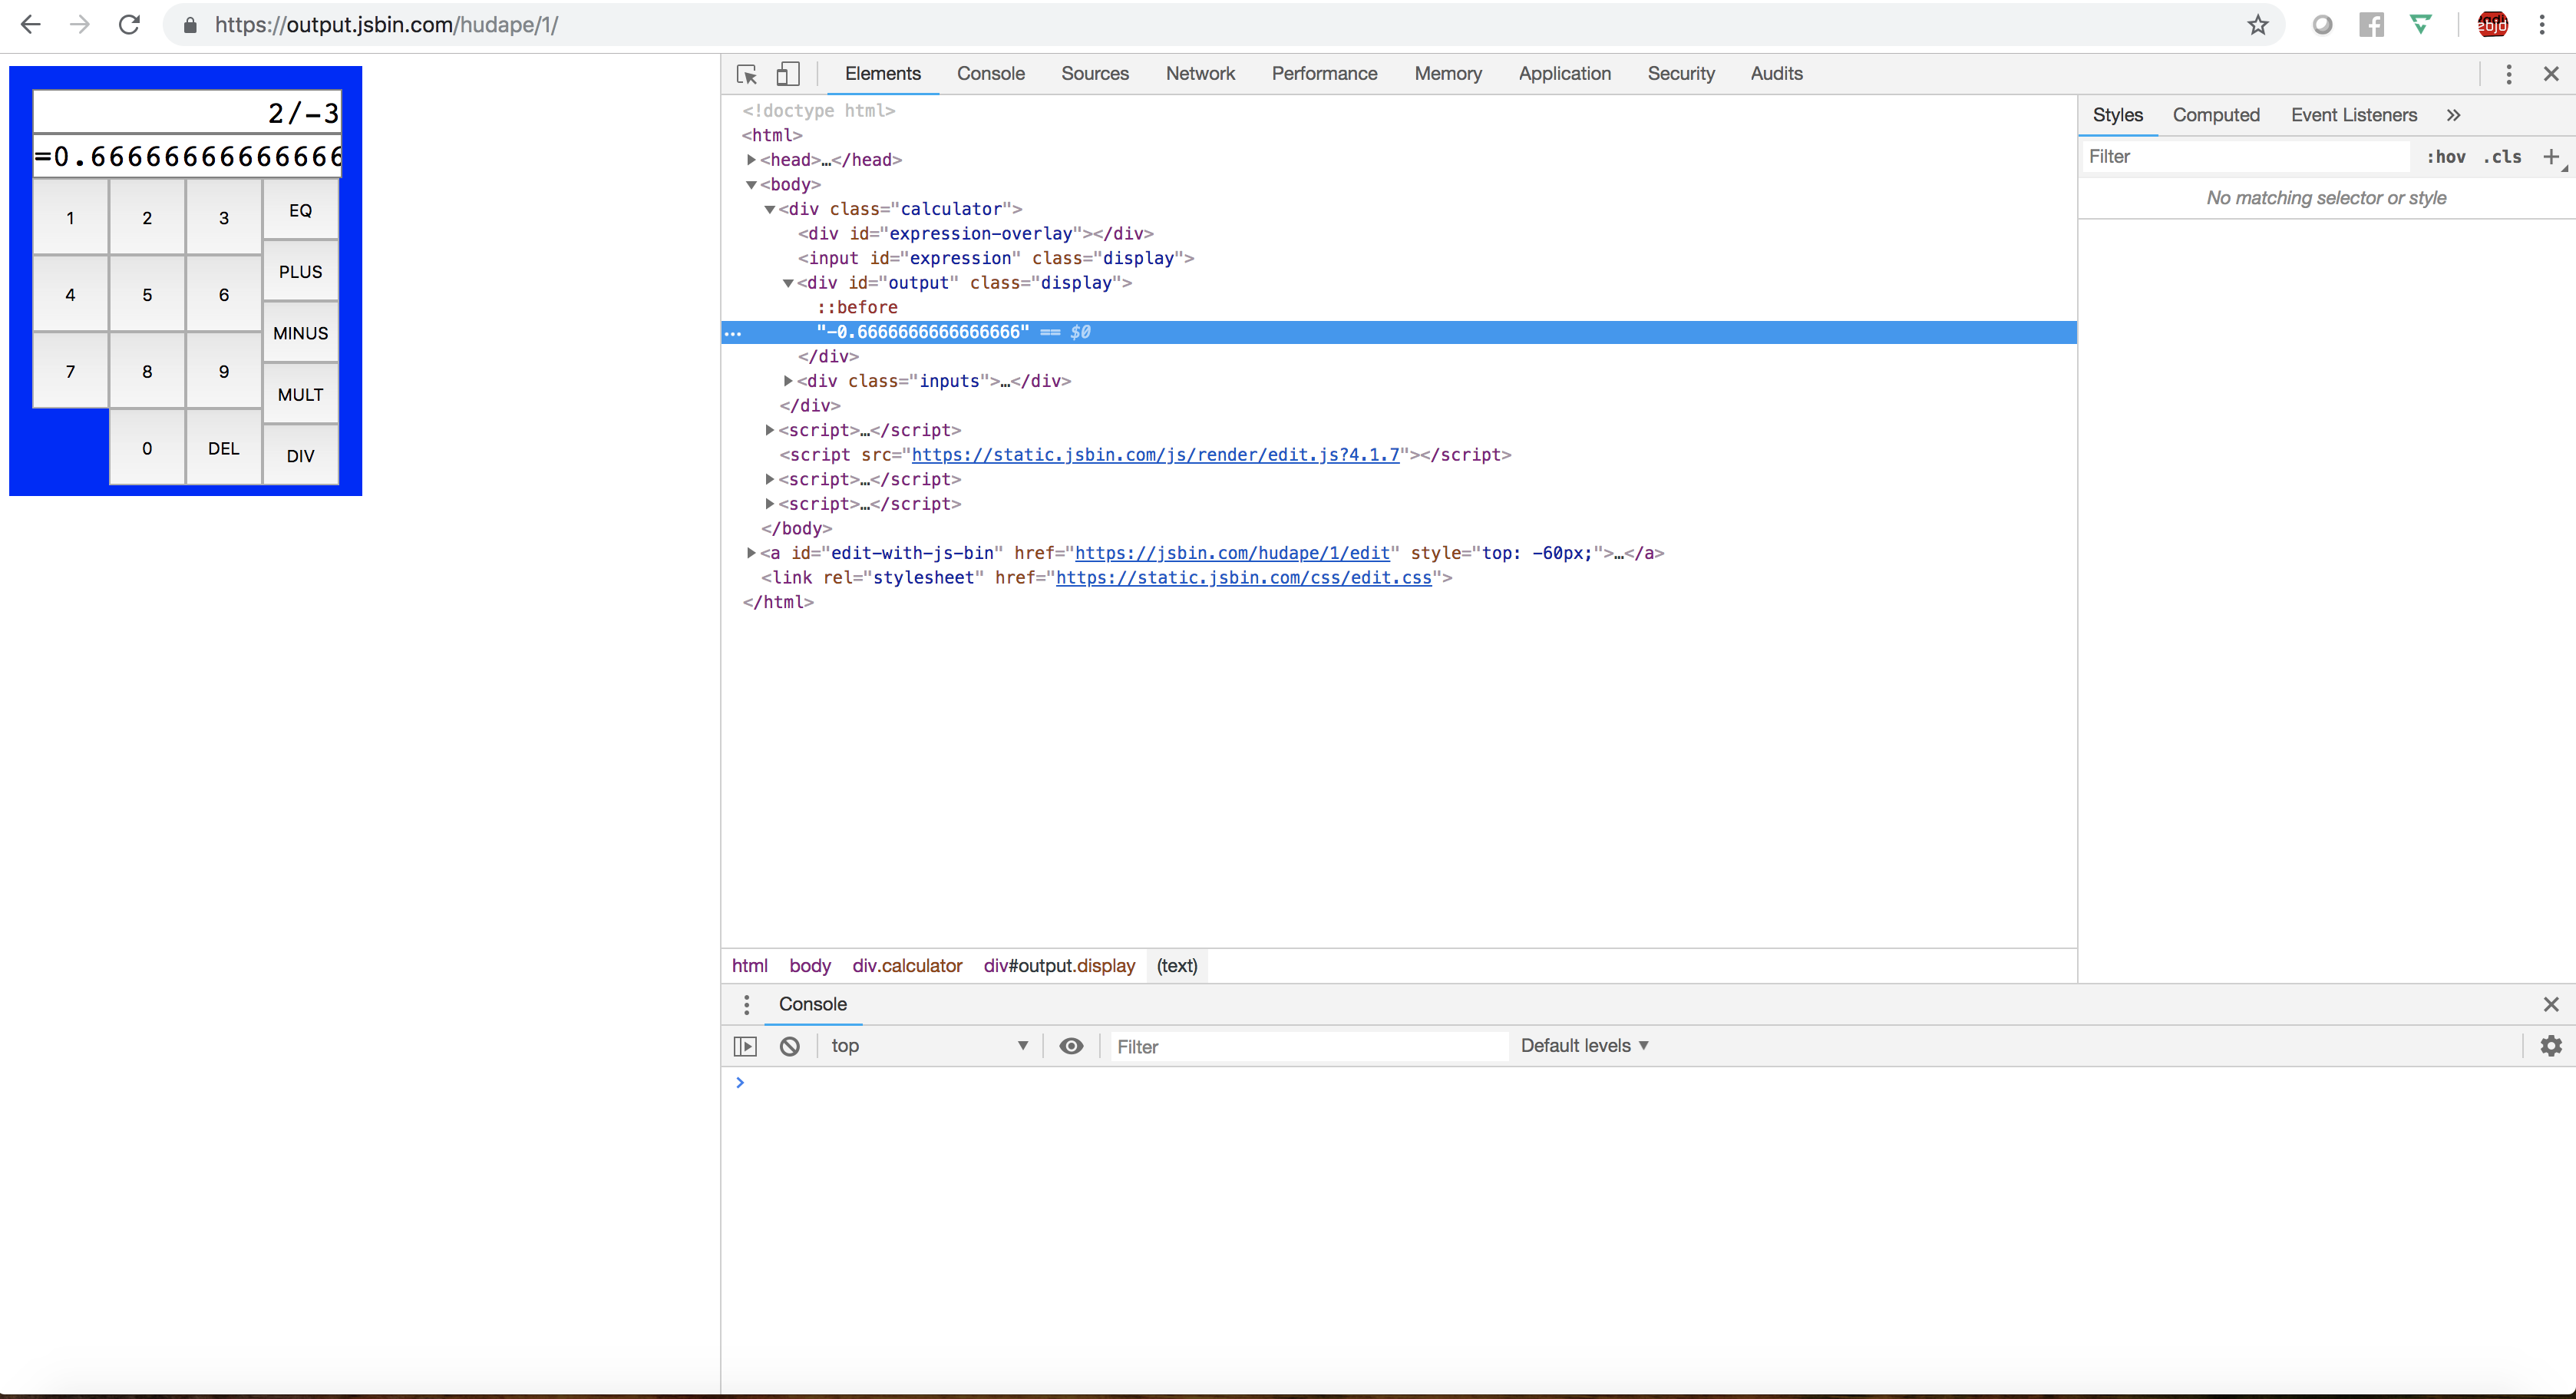 https://output.jsbin.com/hudape/1/
2/-3
=0.666666666666666
1 2 3 EQ
PLUS
4 5 6
MINUS
7 8 9
MULT
0 DEL
DIV
Elements Console Sources Network Performance Memory Application Security Audits
<!doctype html>
<html>
<head>…</head>
<body>
<div class="calculator">
<div id="expression-overlay"></div>
<input id="expression" class="display">
<div id="output" class="display">
::before
... "-0.6666666666666666" == $0
</div>
<div class="inputs">…</div>
</div>
<script>…</script>
<script src="https://static.jsbin.com/js/render/edit.js?4.1.7"></script>
<script>…</script>
<script>…</script>
</body>
<a id="edit-with-js-bin" href="https://jsbin.com/hudape/1/edit" style="top: -60px;">…</a>
<link rel="stylesheet" href="https://static.jsbin.com/css/edit.css">
</html>
Styles Computed Event Listeners »
Filter :hov .cls +
No matching selector or style
html body div.calculator div#output.display (text)
Console
top Filter Default levels
>